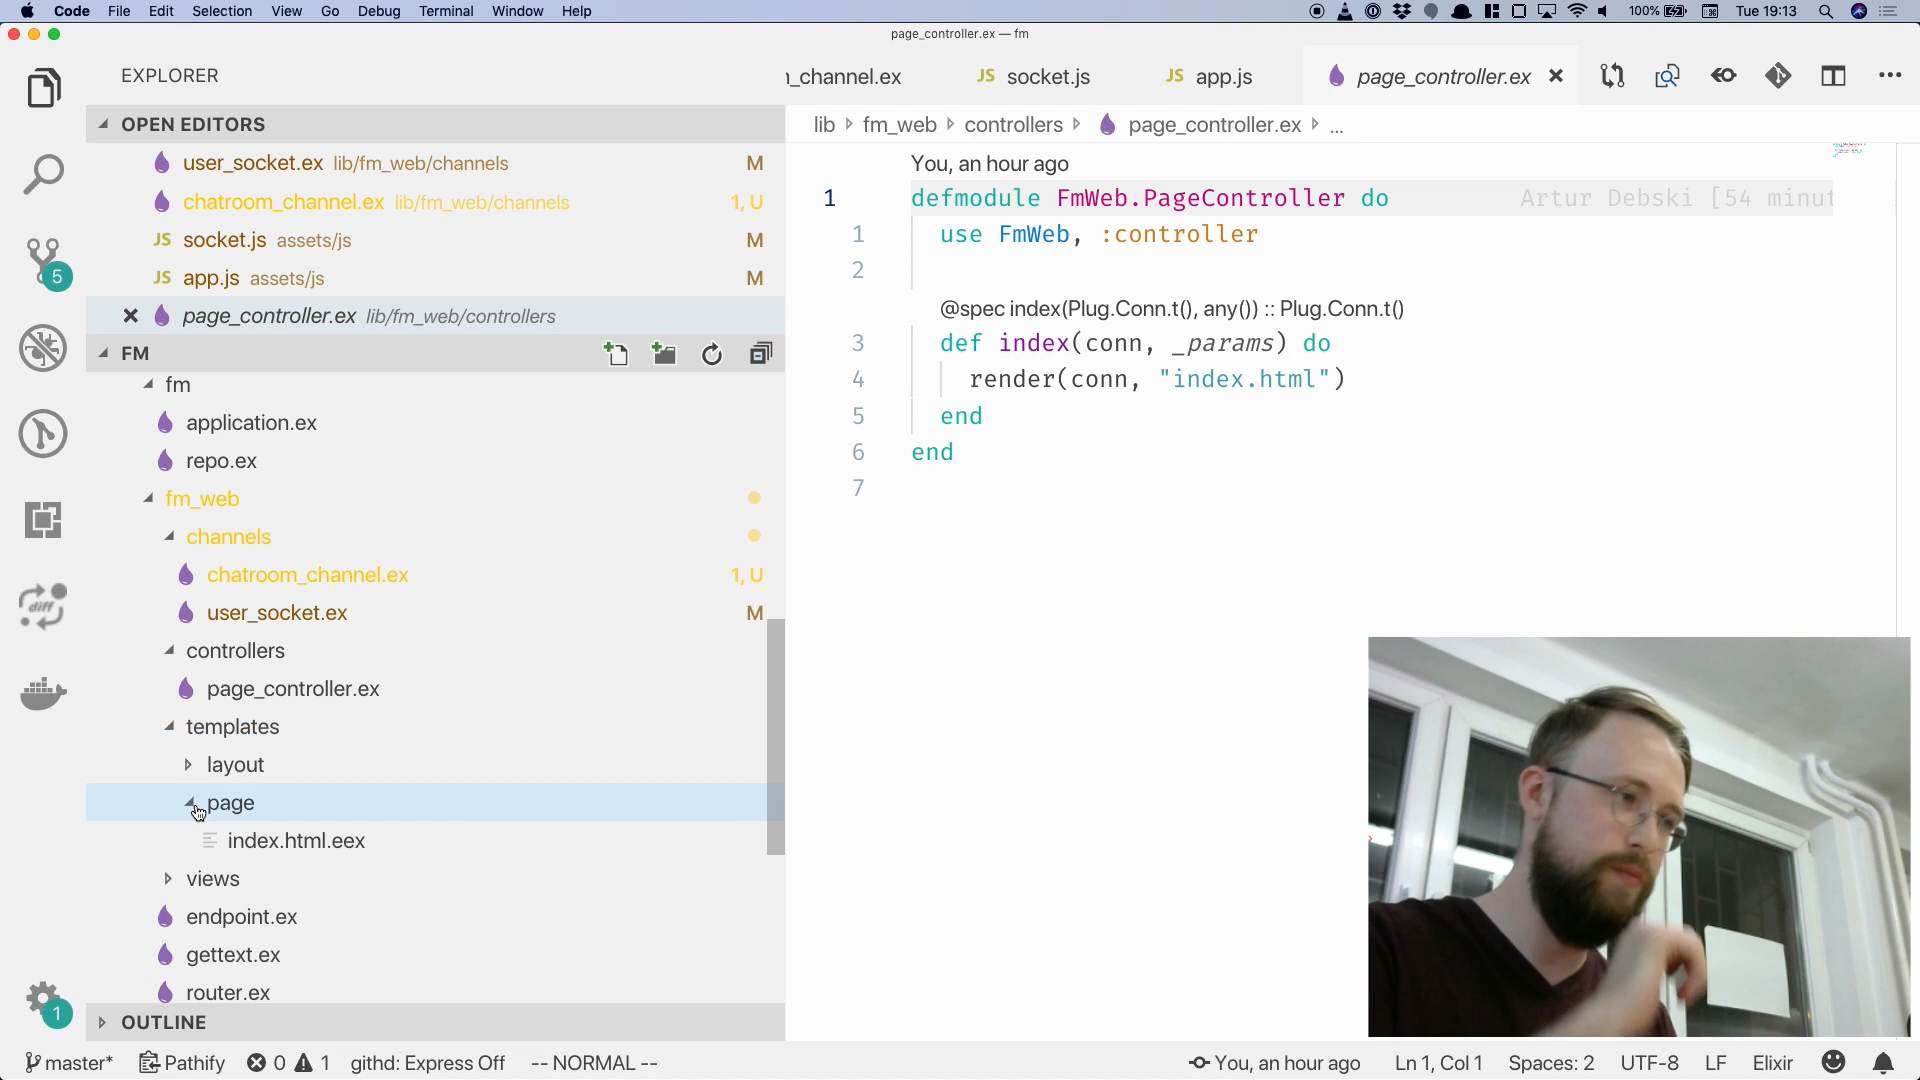 Code File Edit Selection View Go Debug Terminal Window Help
100% Tue 19:13
page_controller.ex — fm
EXPLORER
_channel.ex
JS socket.js
JS app.js
page_controller.ex
OPEN EDITORS
user_socket.ex lib/fm_web/channels M
chatroom_channel.ex lib/fm_web/channels 1, U
JS socket.js assets/js M
JS app.js assets/js M
page_controller.ex lib/fm_web/controllers
FM
fm
application.ex
repo.ex
fm_web
channels
chatroom_channel.ex 1, U
user_socket.ex M
controllers
page_controller.ex
templates
layout
page
index.html.eex
views
endpoint.ex
gettext.ex
router.ex
OUTLINE
5
diff
1
lib fm_web controllers page_controller.ex ...
You, an hour ago
1 defmodule FmWeb.PageController do Artur Debski [54 minut
1 use FmWeb, :controller
2
@spec index(Plug.Conn.t(), any()) :: Plug.Conn.t()
3 def index(conn, _params) do
4 render(conn, "index.html")
5 end
6 end
7
master* Pathify 0 1 githd: Express Off -- NORMAL -- You, an hour ago Ln 1, Col 1 Spaces: 2 UTF-8 LF Elixir